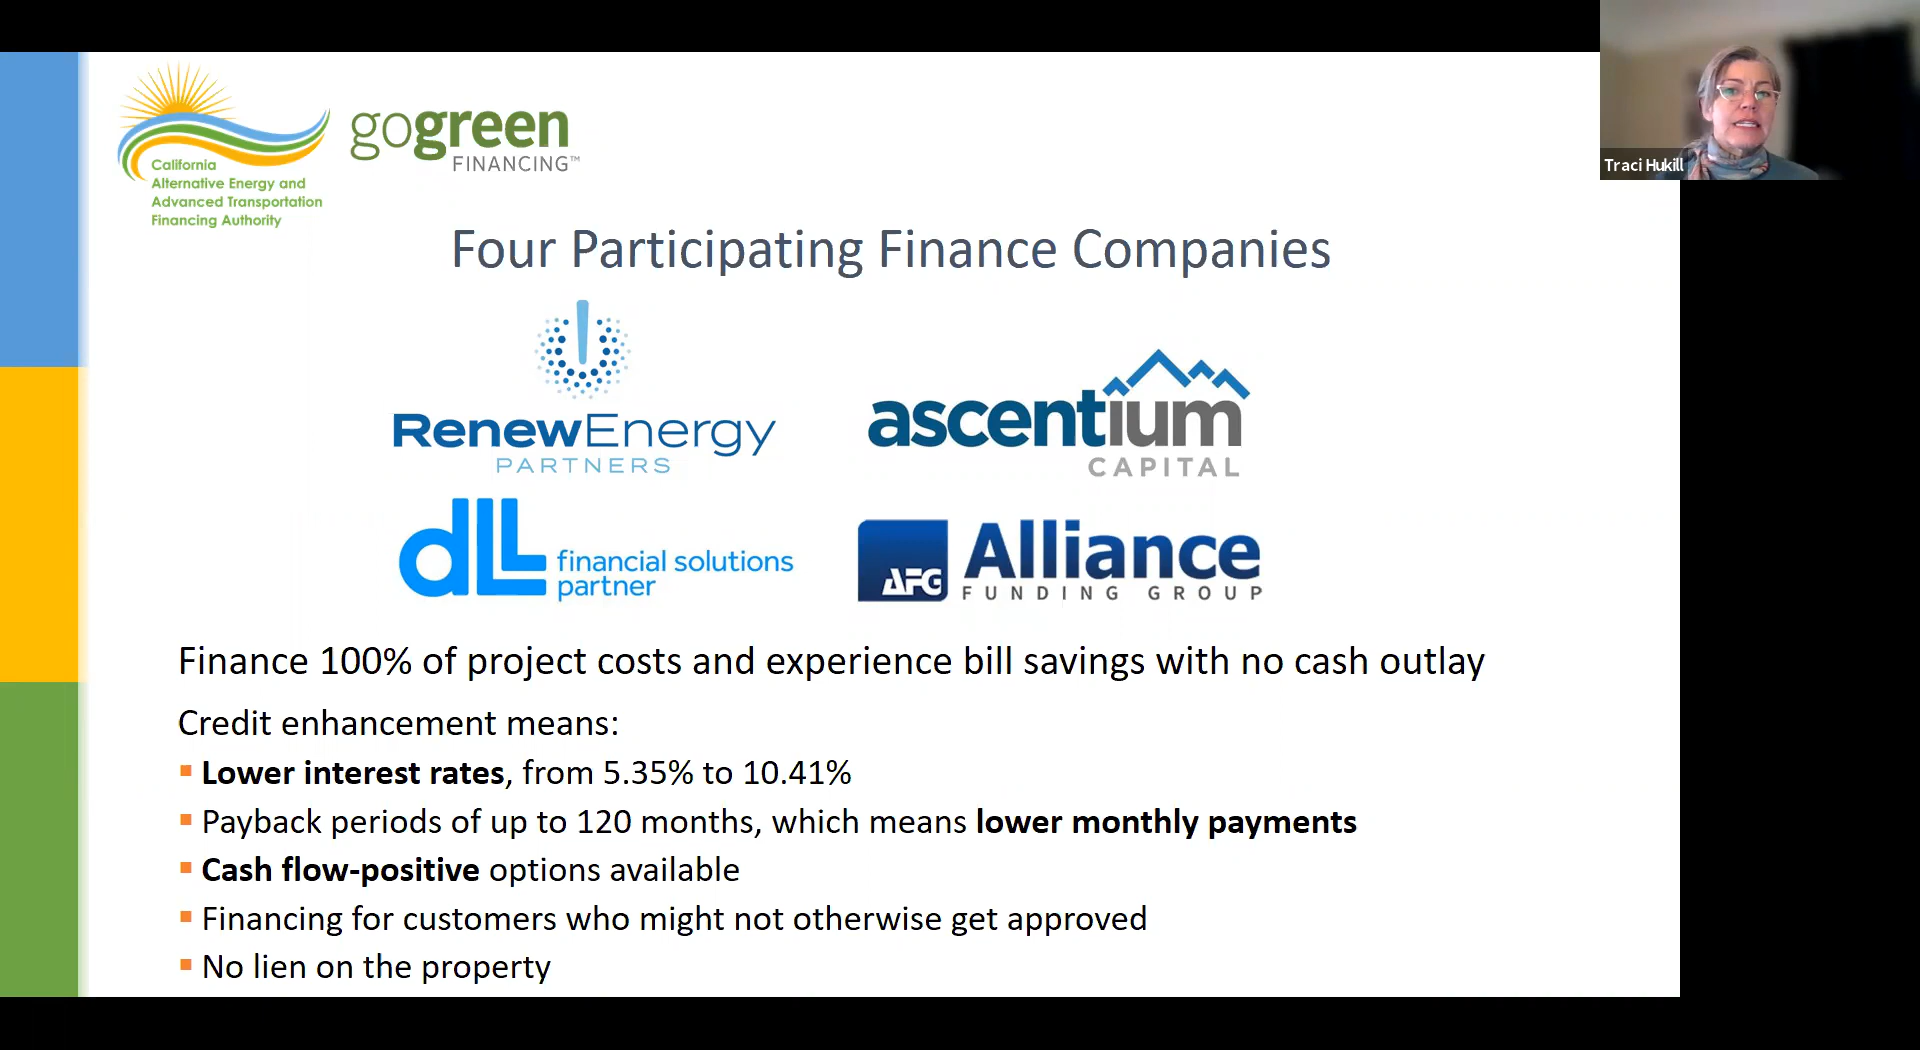 California
Alternative Energy and
Advanced Transportation
Financing Authority
gogreen
FINANCING™
Traci Hukill
Four Participating Finance Companies
RenewEnergy
PARTNERS
ascentium
CAPITAL
dLL financial solutions
partner
AFG Alliance
FUNDING GROUP
Finance 100% of project costs and experience bill savings with no cash outlay
Credit enhancement means:
▪ Lower interest rates, from 5.35% to 10.41%
▪ Payback periods of up to 120 months, which means lower monthly payments
▪ Cash flow-positive options available
▪ Financing for customers who might not otherwise get approved
▪ No lien on the property